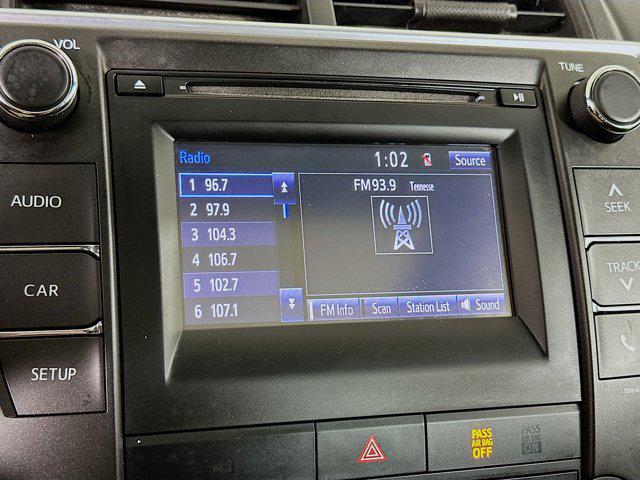 VOL
TUNE
Radio 1:02 Source
1 96.7
2 97.9
3 104.3
4 106.7
5 102.7
6 107.1
FM93.9 Tennesse
FM Info Scan Station List Sound
AUDIO
CAR
SETUP
SEEK
TRACK
PASS AIR BAG OFF
PASS AIR BAG ON